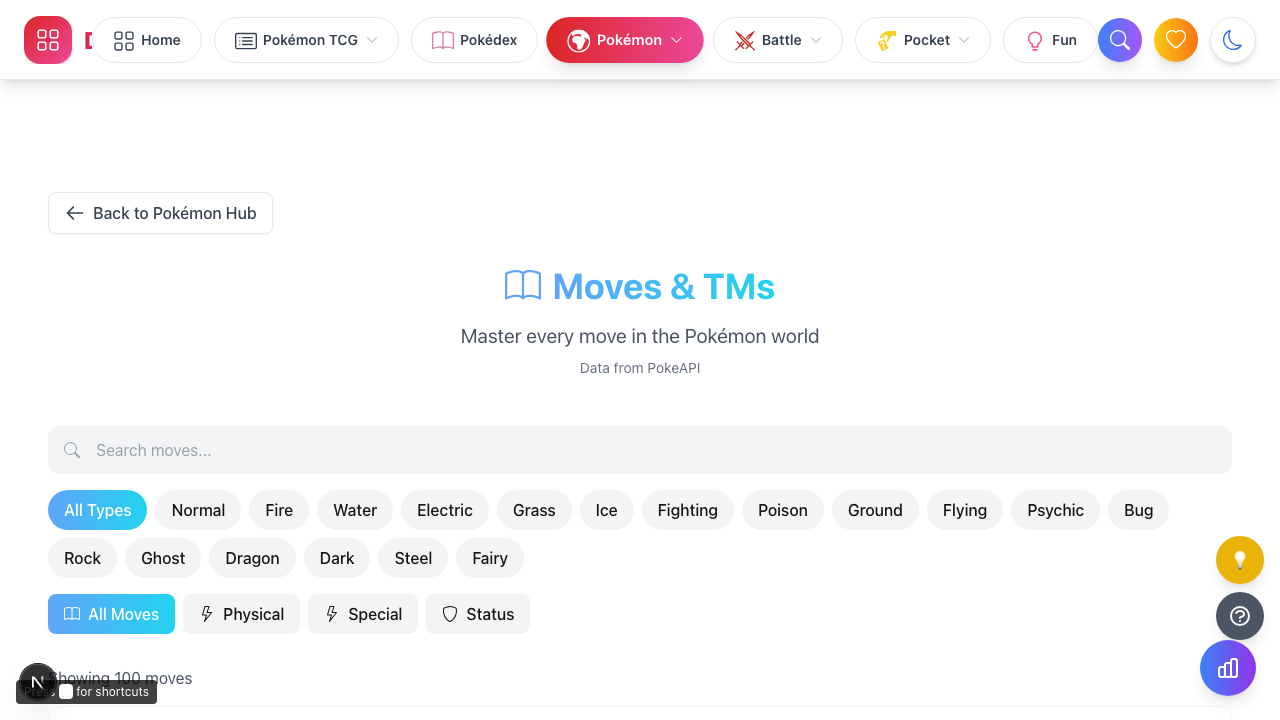 Home
Pokémon TCG
Pokédex
Pokémon
Battle
Pocket
Fun
Back to Pokémon Hub
Moves & TMs
Master every move in the Pokémon world
Data from PokeAPI
Search moves...
All Types
Normal
Fire
Water
Electric
Grass
Ice
Fighting
Poison
Ground
Flying
Psychic
Bug
Rock
Ghost
Dragon
Dark
Steel
Fairy
All Moves
Physical
Special
Status
Showing 100 moves
N
Press for shortcuts